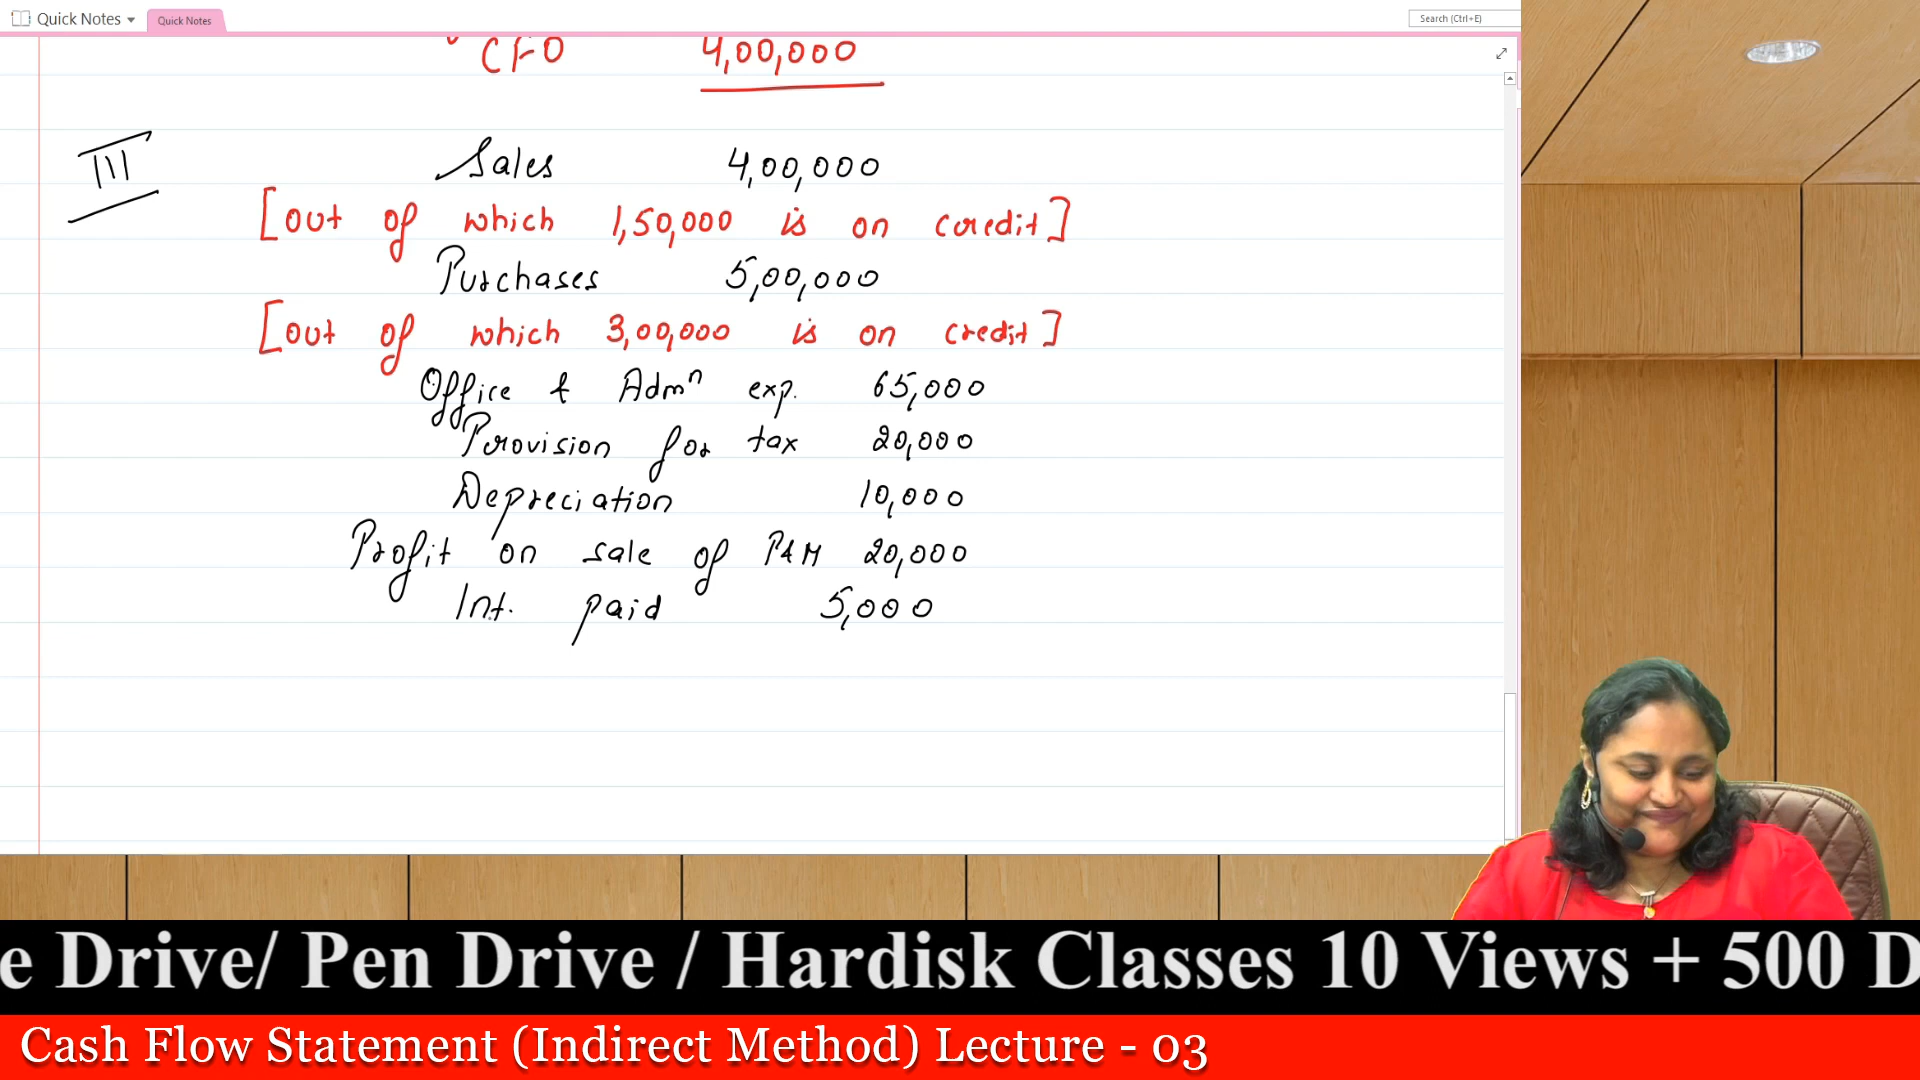 Quick Notes
Quick Notes
Search (Ctrl+E)
CFO 4,00,000
III
Sales 4,00,000
[out of which 1,50,000 is on credit]
Purchases 5,00,000
[out of which 3,00,000 is on credit]
Office & Admⁿ exp. 65,000
Provision for tax 20,000
Depreciation 10,000
Profit on sale of P&M 20,000
Int. paid 5,000
e Drive/ Pen Drive / Hardisk Classes 10 Views + 500 D
Cash Flow Statement (Indirect Method) Lecture - 03